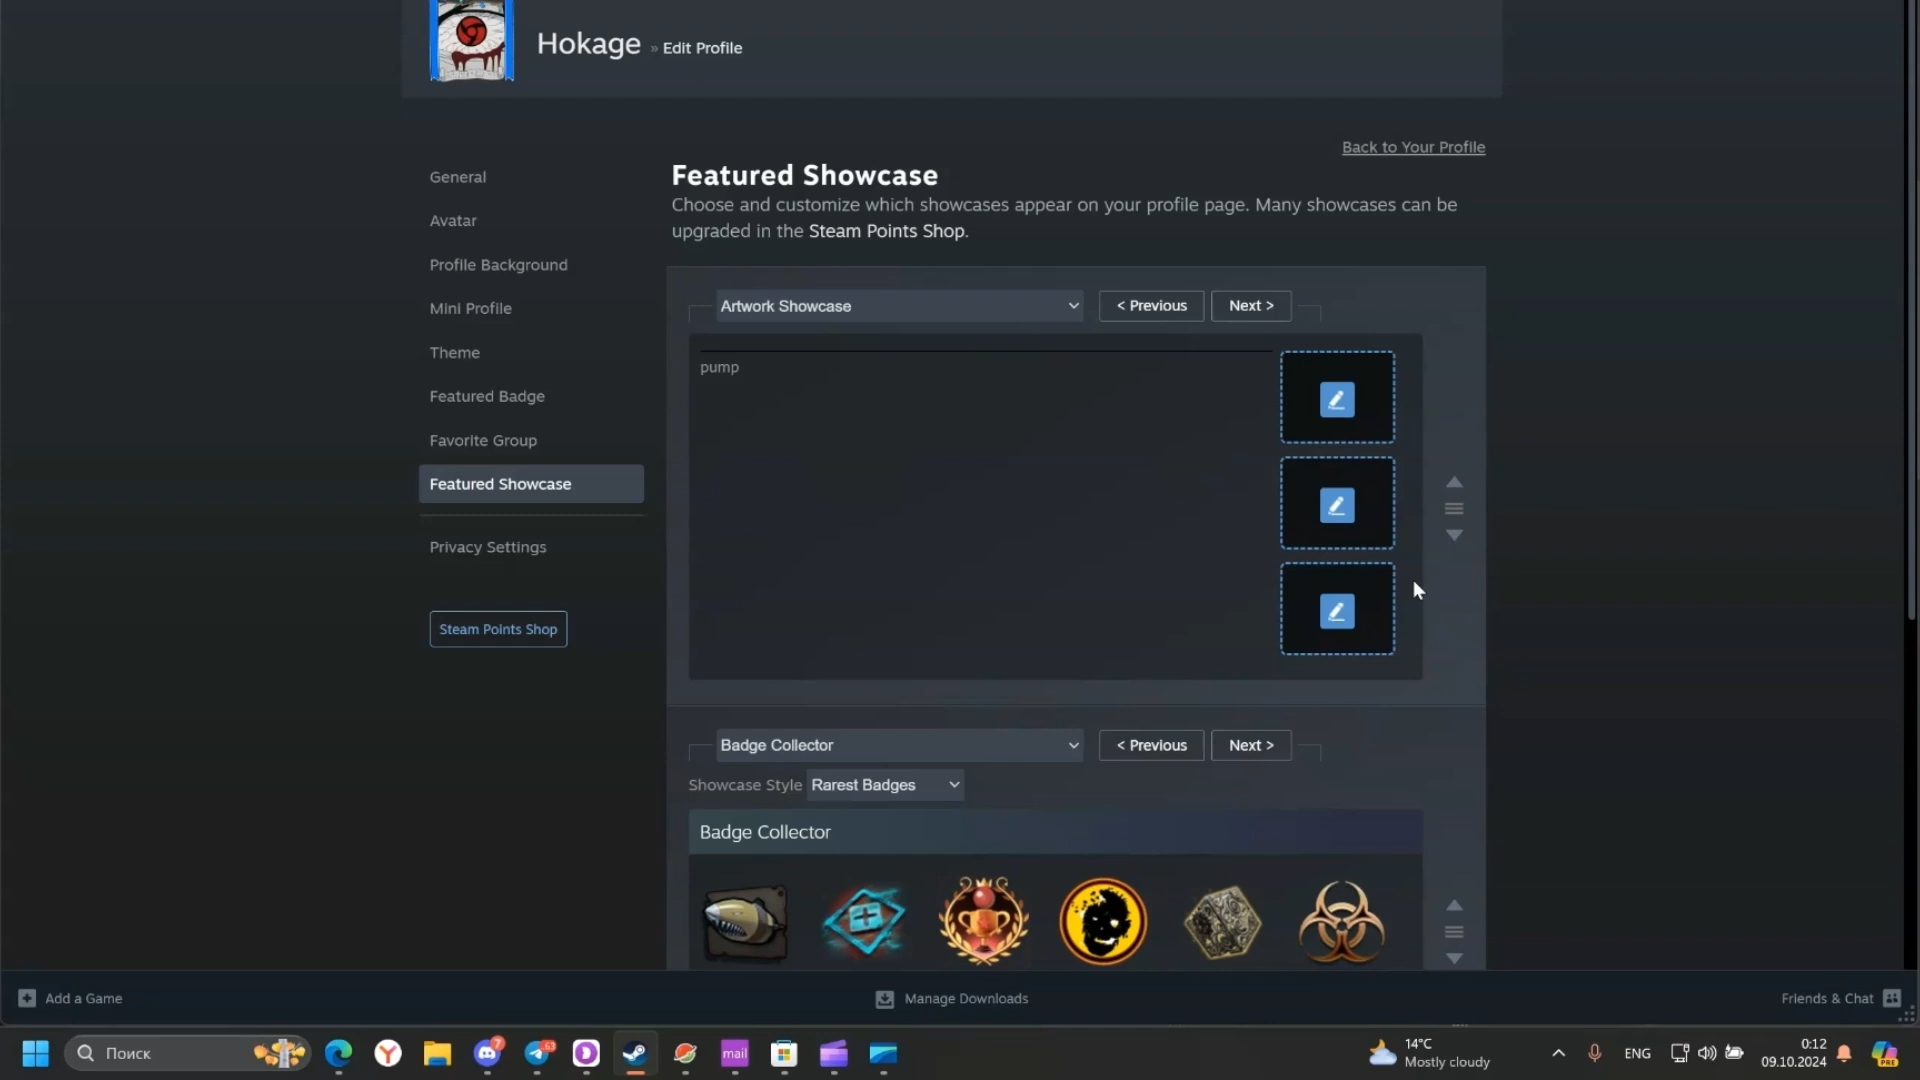 Hokage » Edit Profile
Back to Your Profile
General
Avatar
Profile Background
Mini Profile
Theme
Featured Badge
Favorite Group
Featured Showcase
Privacy Settings
Steam Points Shop
Featured Showcase
Choose and customize which showcases appear on your profile page. Many showcases can be
upgraded in the Steam Points Shop.
Artwork Showcase < Previous Next >
pump
Badge Collector < Previous Next >
Showcase Style Rarest Badges
Badge Collector
Add a Game Manage Downloads Friends & Chat
Поиск 7 63 mail 14°C ENG 0:12
Mostly cloudy 09.10.2024 PRE